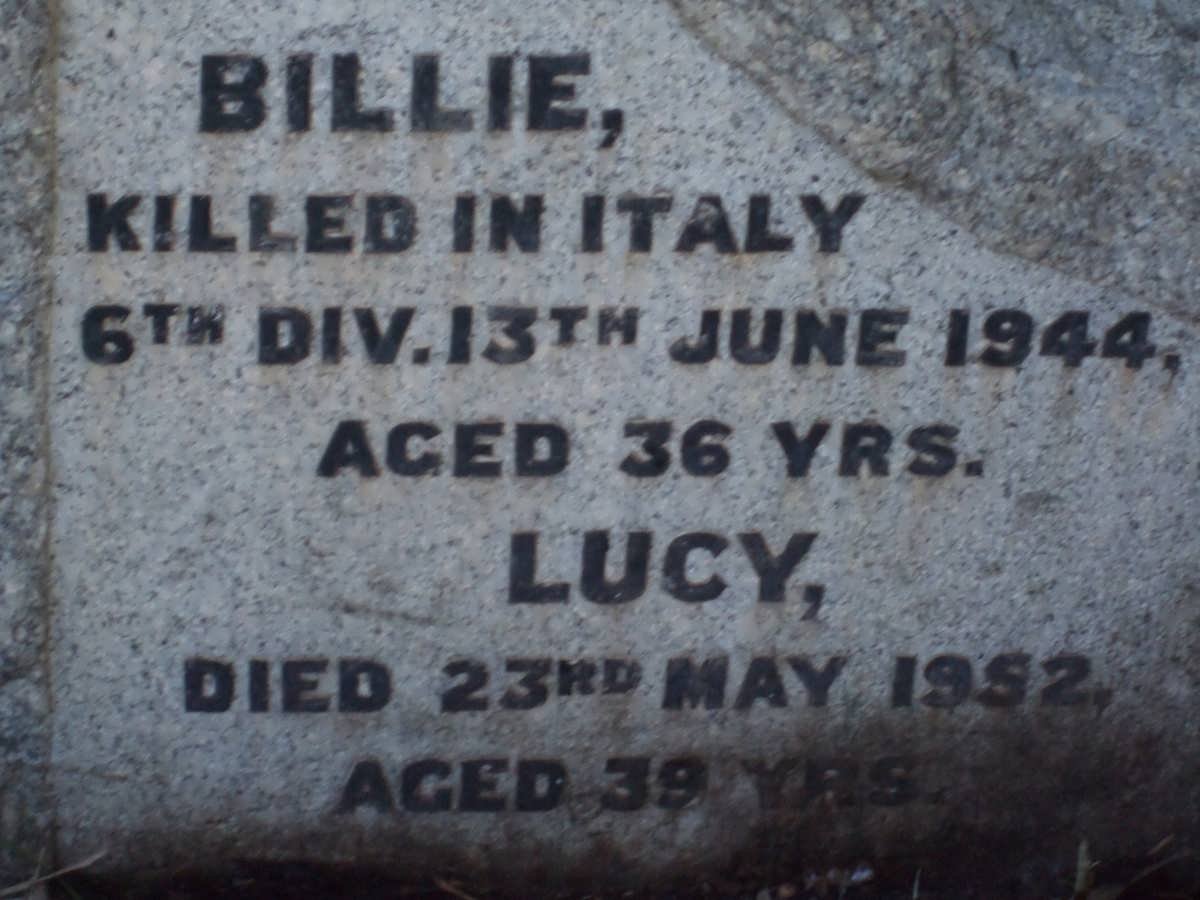 BILLIE,
KILLED IN ITALY
6TH DIV. 13TH JUNE 1944,
AGED 36 YRS.
LUCY,
DIED 23RD MAY 1952,
AGED 39 YRS.